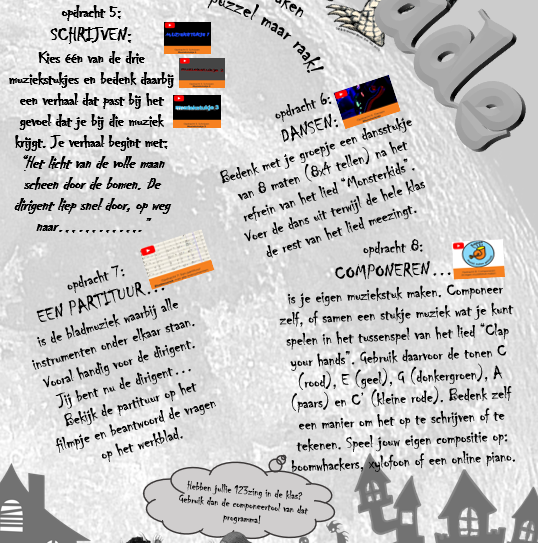 puzzel maar raak!
opdracht 5:
SCHRIJVEN:
Kies één van de drie
muziekstukjes en bedenk daarbij
een verhaal dat past bij het
gevoel dat je bij die muziek
krijgt. Je verhaal begint met:
"Het licht van de volle maan
scheen door de bomen. De
dirigent liep snel door, op weg
naar............."
opdracht 6:
DANSEN:
Bedenk met je groepje een dansstukje
van 8 maten (8x4 tellen) na het
refrein van het lied "Monsterkids".
Voer de dans uit terwijl de hele klas
de rest van het lied meezingt.
opdracht 7:
EEN PARTITUUR...
is de bladmuziek waarbij alle
instrumenten onder elkaar staan.
Vooral handig voor de dirigent.
Jij bent nu de dirigent...
Bekijk de partituur op het
filmpje en beantwoord de vragen
op het werkblad.
opdracht 8:
COMPONEREN...
is je eigen muziekstuk maken. Componeer
zelf, of samen een stukje muziek wat je kunt
spelen in het tussenspel van het lied "Clap
your hands". Gebruik daarvoor de tonen C
(rood), E (geel), G (donkergroen), A
(paars) en C' (kleine rode). Bedenk zelf
een manier om het op te schrijven of te
tekenen. Speel jouw eigen compositie op:
boomwhackers, xylofoon of een online piano.
Hebben jullie 123zing in de klas?
Gebruik dan de componeertool van dat
programma!